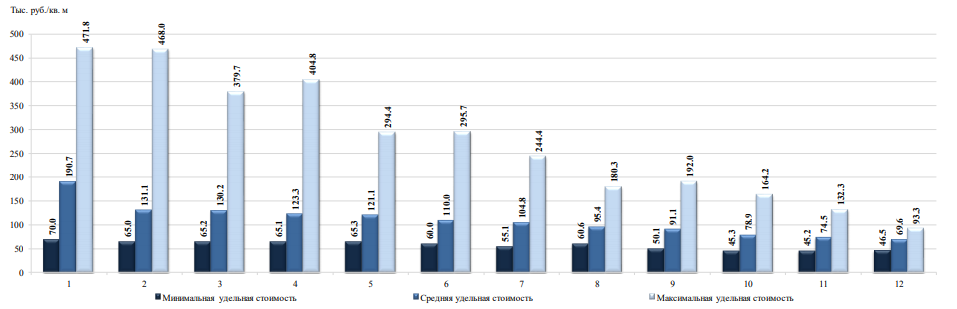 Тыс. руб./кв. м
500
450
400
350
300
250
200
150
100
50
0
70.0 190.7 471.8
65.0 131.1 468.0
65.2 130.2 379.7
65.1 123.3 404.8
65.3 121.1 294.4
60.0 110.0 295.7
55.1 104.8 244.4
60.6 95.4 180.3
50.1 91.1 192.0
45.3 78.9 164.2
45.2 74.5 132.3
46.5 69.6 93.3
1 2 3 4 5 6 7 8 9 10 11 12
Минимальная удельная стоимость Средняя удельная стоимость Максимальная удельная стоимость